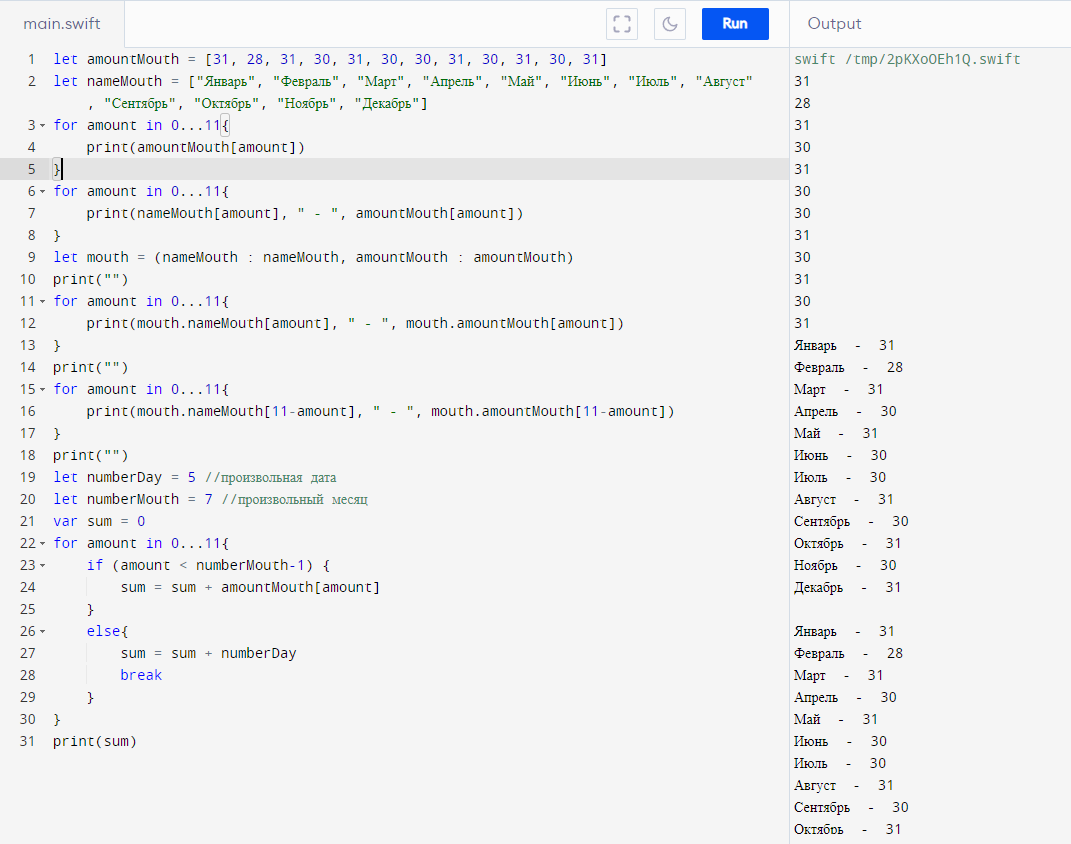 main.swift
Run
Output
1 let amountMouth = [31, 28, 31, 30, 31, 30, 30, 31, 30, 31, 30, 31]
2 let nameMouth = ["Январь", "Февраль", "Март", "Апрель", "Май", "Июнь", "Июль", "Август"
, "Сентябрь", "Октябрь", "Ноябрь", "Декабрь"]
3 for amount in 0...11{
4 print(amountMouth[amount])
5 }
6 for amount in 0...11{
7 print(nameMouth[amount], " - ", amountMouth[amount])
8 }
9 let mouth = (nameMouth : nameMouth, amountMouth : amountMouth)
10 print("")
11 for amount in 0...11{
12 print(mouth.nameMouth[amount], " - ", mouth.amountMouth[amount])
13 }
14 print("")
15 for amount in 0...11{
16 print(mouth.nameMouth[11-amount], " - ", mouth.amountMouth[11-amount])
17 }
18 print("")
19 let numberDay = 5 //произвольная дата
20 let numberMouth = 7 //произвольный месяц
21 var sum = 0
22 for amount in 0...11{
23 if (amount < numberMouth-1) {
24 sum = sum + amountMouth[amount]
25 }
26 else{
27 sum = sum + numberDay
28 break
29 }
30 }
31 print(sum)
swift /tmp/2pKXoOEh1Q.swift
31
28
31
30
31
30
30
31
30
31
30
31
Январь - 31
Февраль - 28
Март - 31
Апрель - 30
Май - 31
Июнь - 30
Июль - 30
Август - 31
Сентябрь - 30
Октябрь - 31
Ноябрь - 30
Декабрь - 31
Январь - 31
Февраль - 28
Март - 31
Апрель - 30
Май - 31
Июнь - 30
Июль - 30
Август - 31
Сентябрь - 30
Октябрь - 31